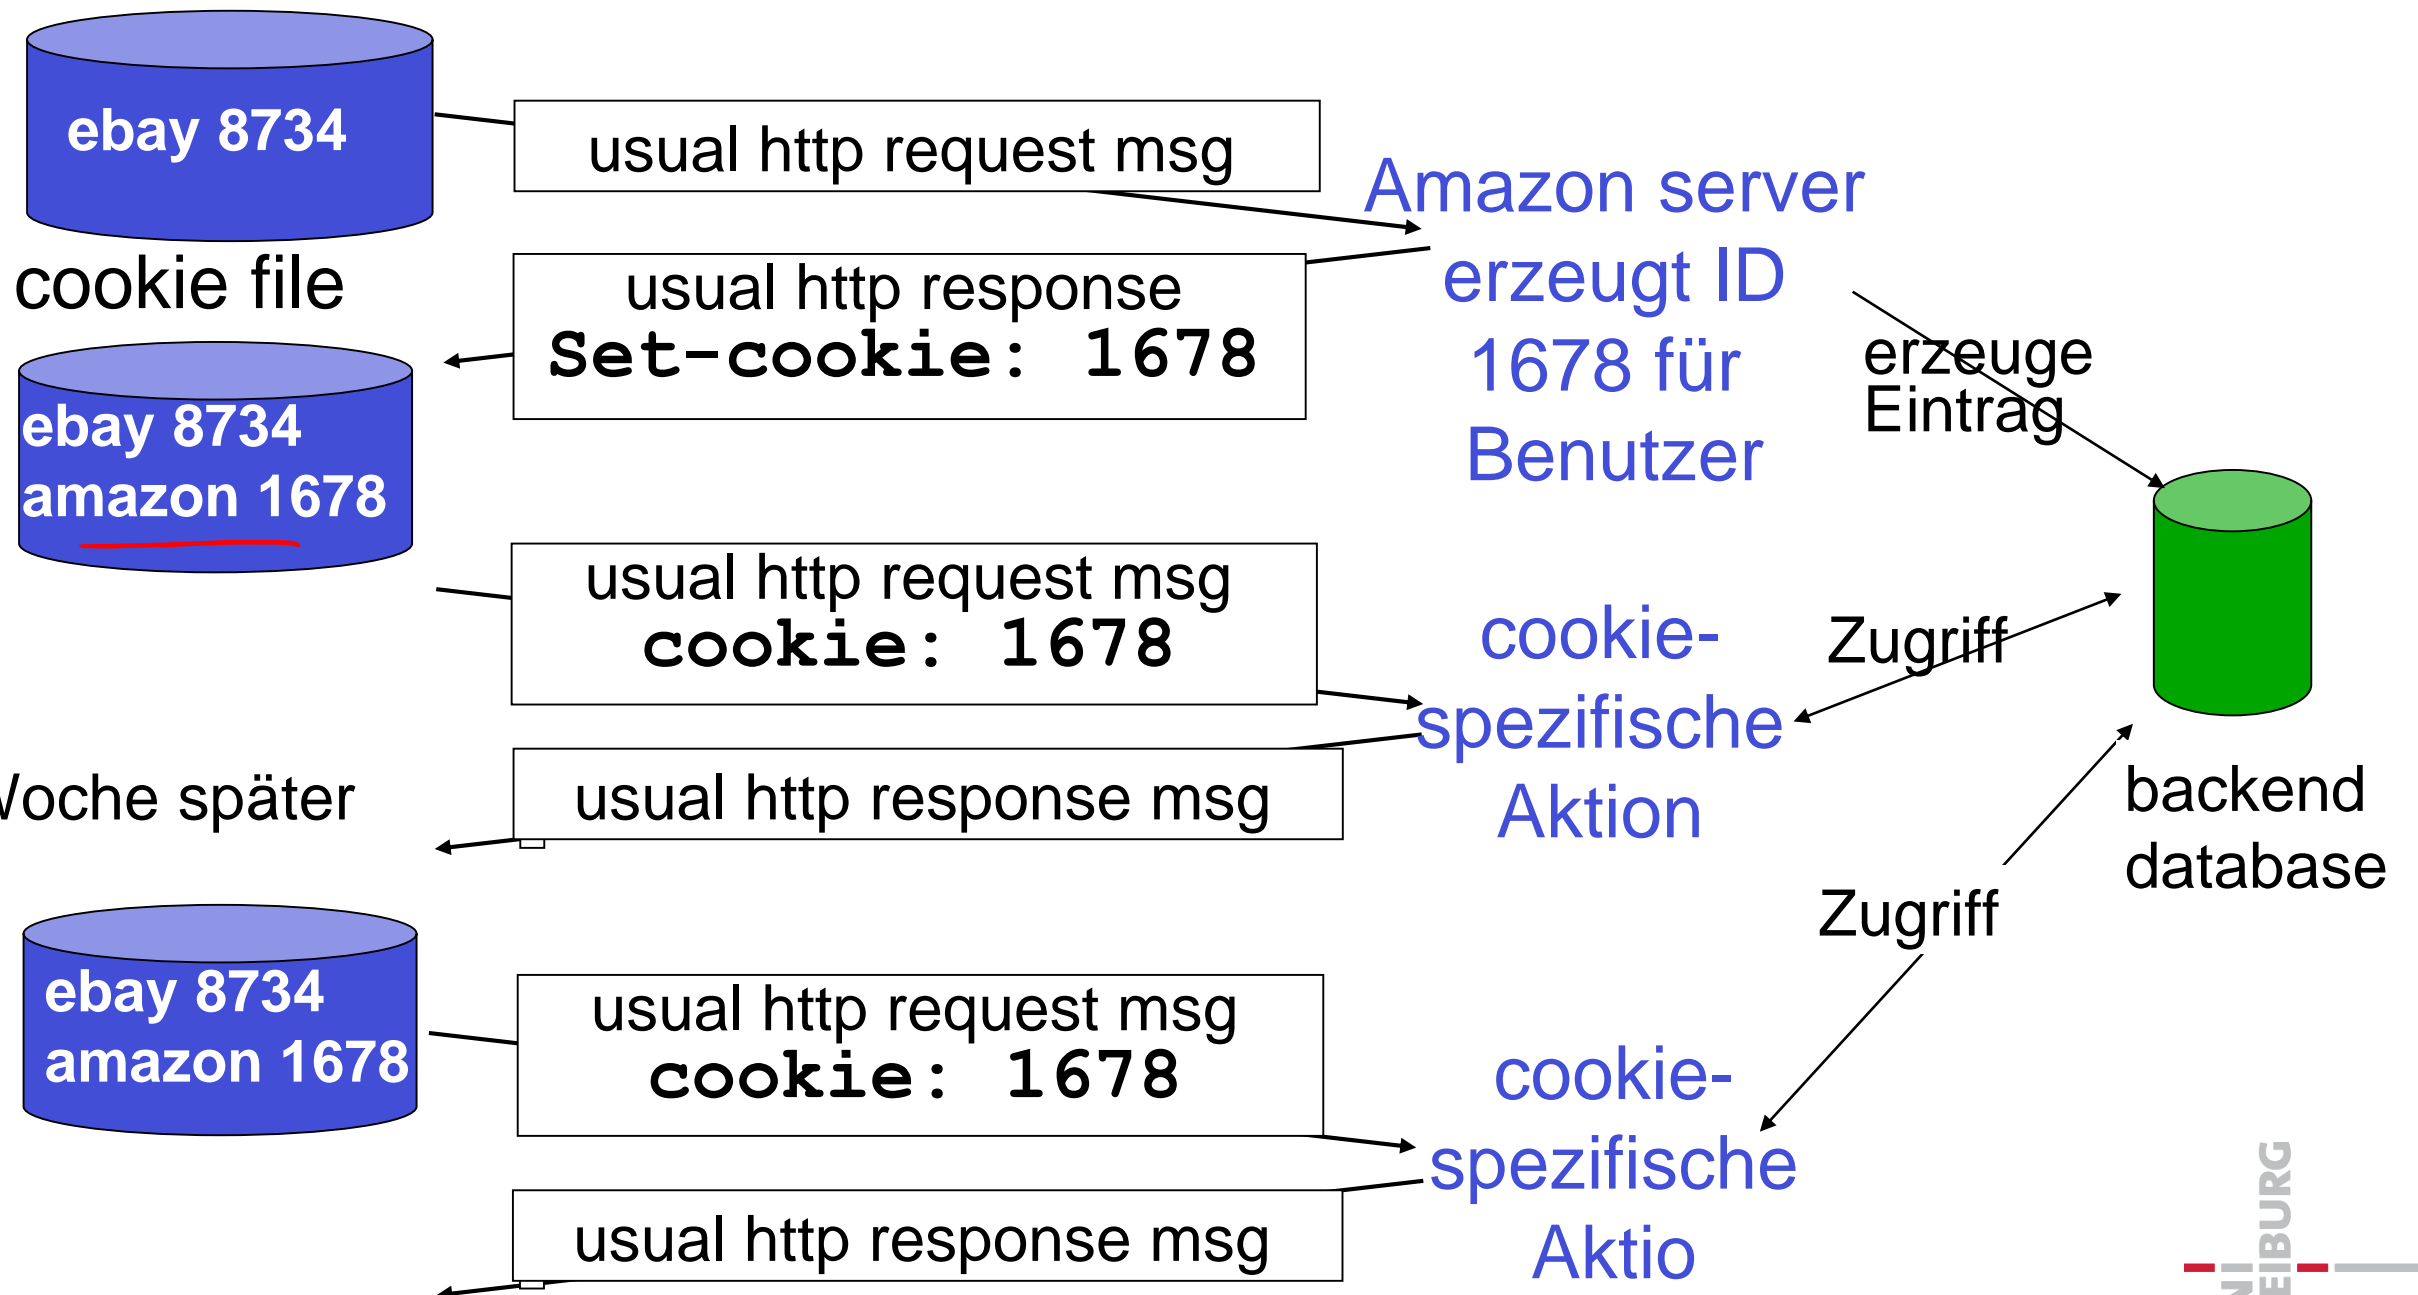 ebay 8734
usual http request msg
Amazon server
erzeugt ID
1678 für
Benutzer
cookie file
usual http response
Set-cookie: 1678
erzeuge
Eintrag
ebay 8734
amazon 1678
usual http request msg
cookie: 1678
cookie-
spezifische
Aktion
Zugriff
Woche später
usual http response msg
backend
database
Zugriff
ebay 8734
amazon 1678
usual http request msg
cookie: 1678
cookie-
spezifische
Aktio
usual http response msg